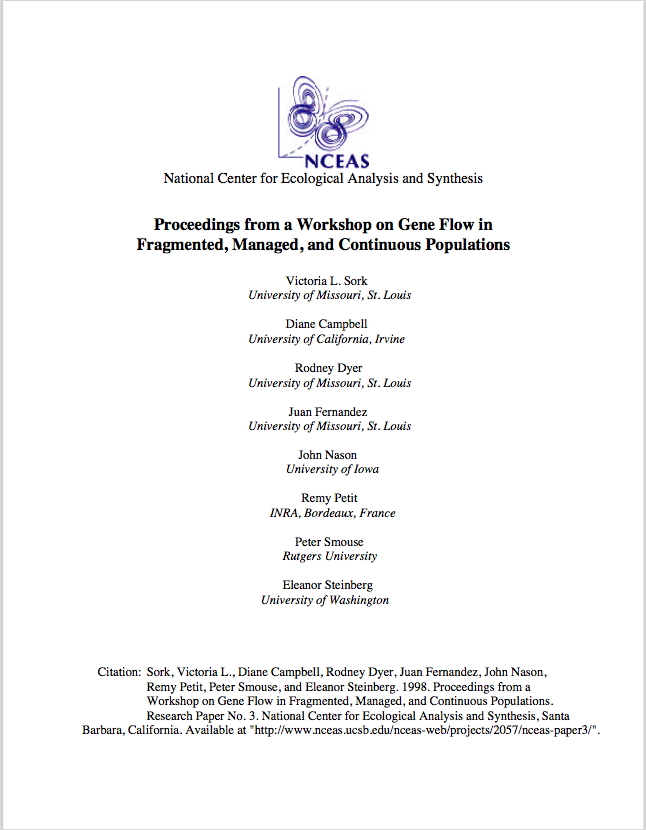 NCEAS
National Center for Ecological Analysis and Synthesis
Proceedings from a Workshop on Gene Flow in
Fragmented, Managed, and Continuous Populations
Victoria L. Sork
University of Missouri, St. Louis
Diane Campbell
University of California, Irvine
Rodney Dyer
University of Missouri, St. Louis
Juan Fernandez
University of Missouri, St. Louis
John Nason
University of Iowa
Remy Petit
INRA, Bordeaux, France
Peter Smouse
Rutgers University
Eleanor Steinberg
University of Washington
Citation: Sork, Victoria L., Diane Campbell, Rodney Dyer, Juan Fernandez, John Nason,
Remy Petit, Peter Smouse, and Eleanor Steinberg. 1998. Proceedings from a
Workshop on Gene Flow in Fragmented, Managed, and Continuous Populations.
Research Paper No. 3. National Center for Ecological Analysis and Synthesis, Santa
Barbara, California. Available at "http://www.nceas.ucsb.edu/nceas-web/projects/2057/nceas-paper3/".